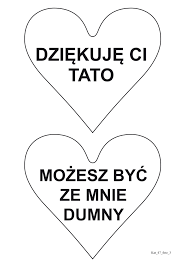 DZIĘKUJĘ CI
TATO
MOŻESZ BYĆ
ZE MNIE
DUMNY